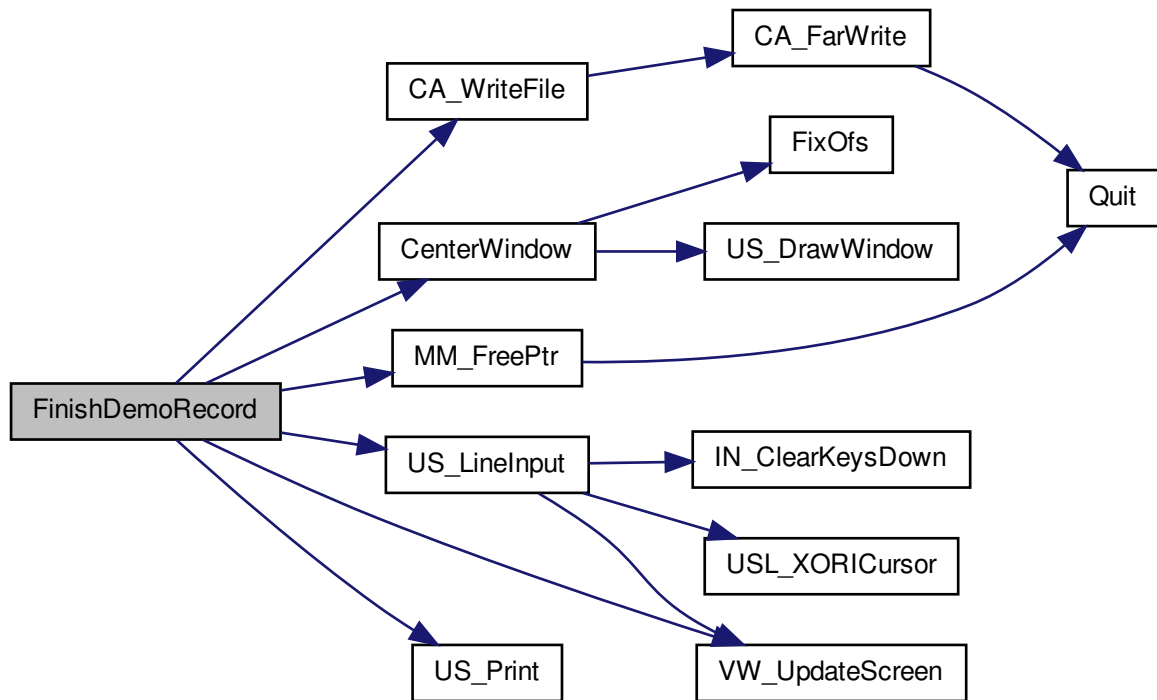 CA_FarWrite
CA_WriteFile
FixOfs
Quit
CenterWindow
US_DrawWindow
MM_FreePtr
FinishDemoRecord
US_LineInput
IN_ClearKeysDown
USL_XORICursor
US_Print
VW_UpdateScreen